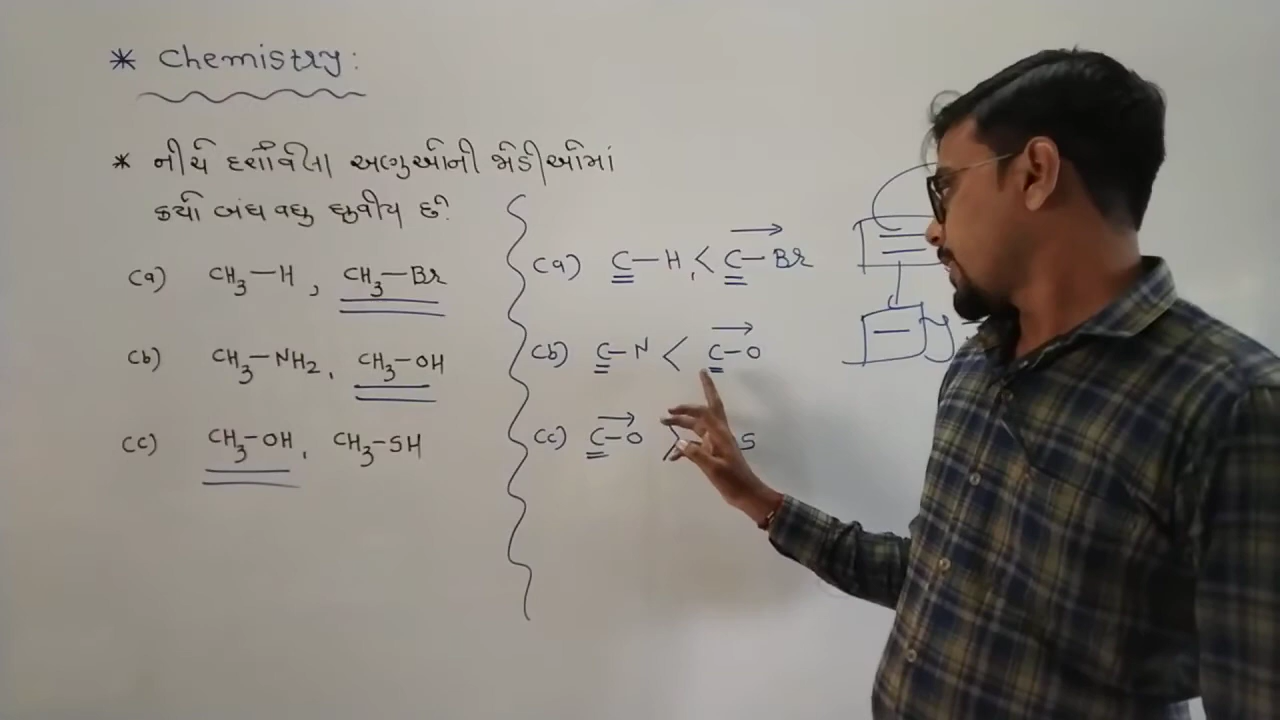 * Chemistry:
* નીચે દર્શાવેલા અણુઓની જોડીઓમાં
કયો બંધ વધુ ધ્રુવીય છે?
(a) CH₃—H , CH₃—Br
(b) CH₃—NH₂ , CH₃—OH
(c) CH₃—OH , CH₃—SH
(a) C—H < C—Br
(b) C—N < C—O
(c) C—O > S